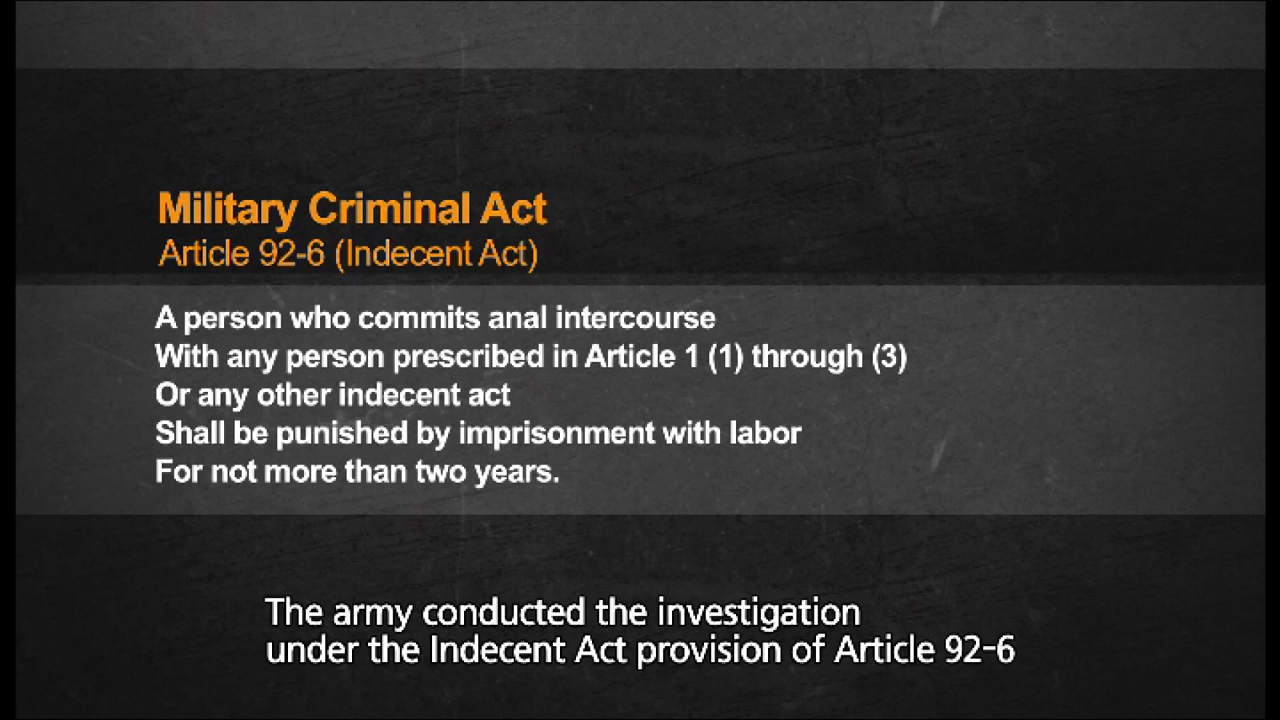 Military Criminal Act
Article 92-6 (Indecent Act)
A person who commits anal intercourse
With any person prescribed in Article 1 (1) through (3)
Or any other indecent act
Shall be punished by imprisonment with labor
For not more than two years.
The army conducted the investigation
under the Indecent Act provision of Article 92-6